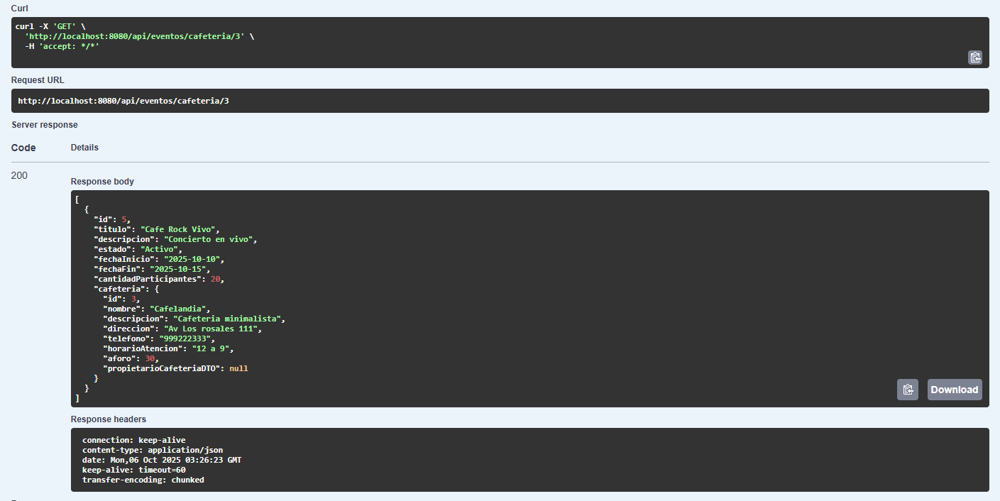 Curl
curl -X 'GET' \
  'http://localhost:8080/api/eventos/cafeteria/3' \
  -H 'accept: */*'
Request URL
http://localhost:8080/api/eventos/cafeteria/3
Server response
Code Details
200
Response body
[
  {
    "id": 5,
    "titulo": "Cafe Rock Vivo",
    "descripcion": "Concierto en vivo",
    "estado": "Activo",
    "fechaInicio": "2025-10-10",
    "fechaFin": "2025-10-15",
    "cantidadParticipantes": 20,
    "cafeteria": {
      "id": 3,
      "nombre": "Cafelandia",
      "descripcion": "Cafeteria minimalista",
      "direccion": "Av Los rosales 111",
      "telefono": "999222333",
      "horarioAtencion": "12 a 9",
      "aforo": 30,
      "propietarioCafeteriaDTO": null
    }
  }
]
Download
Response headers
connection: keep-alive
content-type: application/json
date: Mon,06 Oct 2025 03:26:23 GMT
keep-alive: timeout=60
transfer-encoding: chunked